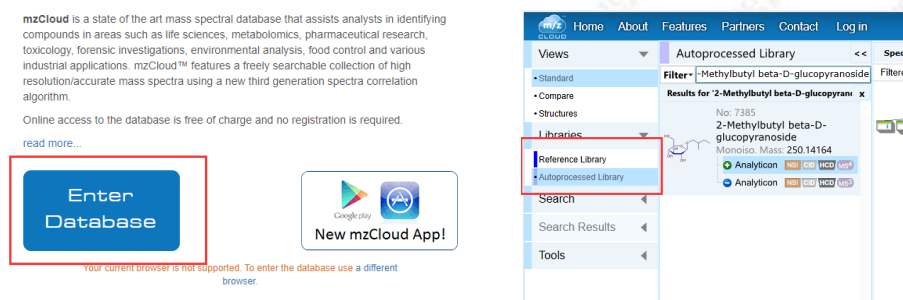 mzCloud is a state of the art mass spectral database that assists analysts in identifying
compounds in areas such as life sciences, metabolomics, pharmaceutical research,
toxicology, forensic investigations, environmental analysis, food control and various
industrial applications. mzCloud™ features a freely searchable collection of high
resolution/accurate mass spectra using a new third generation spectra correlation
algorithm.
Online access to the database is free of charge and no registration is required.
read more...
Enter
Database
Google play
New mzCloud App!
Your current browser is not supported. To enter the database use a different
browser.
m/z CLOUD Home About Features Partners Contact Log in
Views
Standard
Compare
Structures
Libraries
Reference Library
Autoprocessed Library
Search
Search Results
Tools
Autoprocessed Library <<
Filter -Methylbutyl beta-D-glucopyranoside
Results for '2-Methylbutyl beta-D-glucopyrano x
No: 7385
2-Methylbutyl beta-D-
glucopyranoside
Monoiso. Mass: 250.14164
Analyticon NSI CID HCD MS4
Analyticon NSI CID HCD
Spec
Filtere